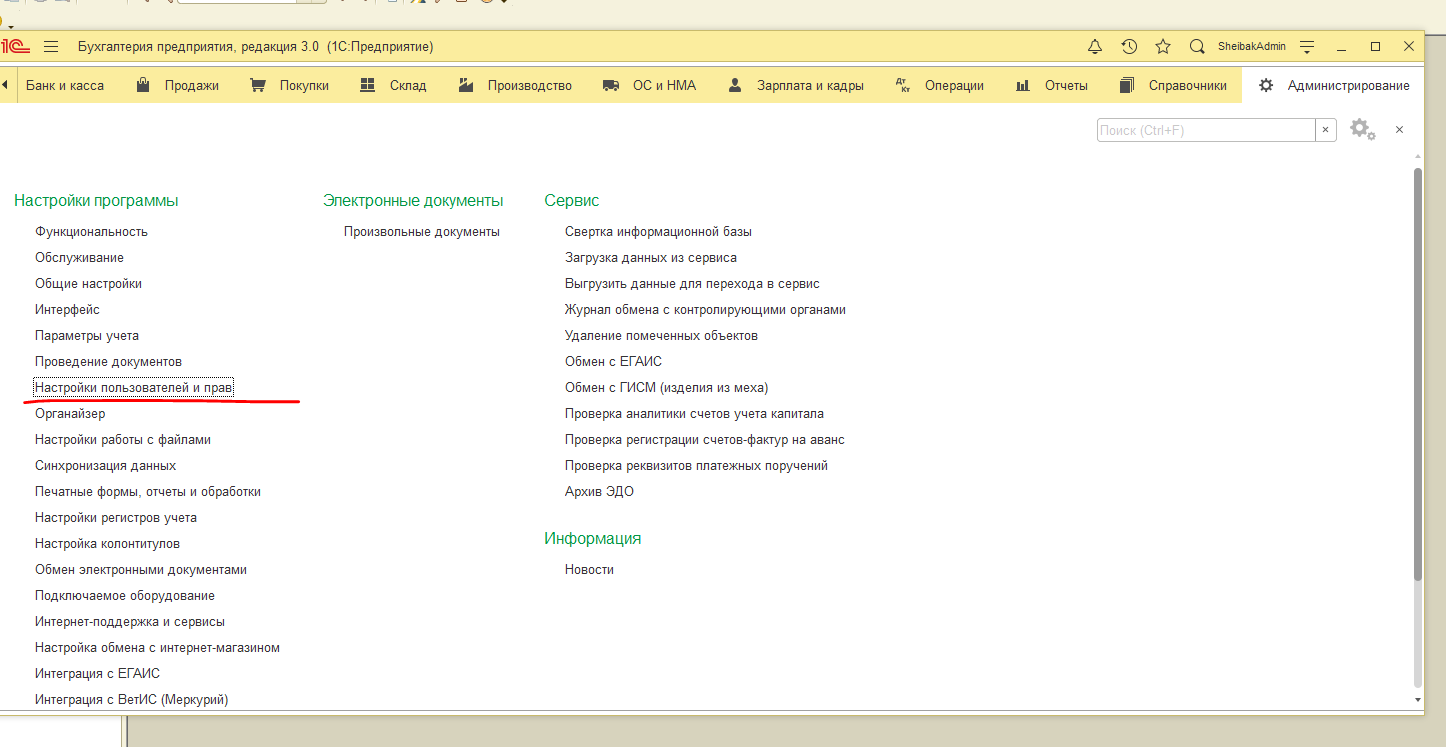 1С Бухгалтерия предприятия, редакция 3.0 (1С:Предприятие) SheibakAdmin
Банк и касса Продажи Покупки Склад Производство ОС и НМА Зарплата и кадры Дт Кт Операции Отчеты Справочники Администрирование
Поиск (Ctrl+F)
Настройки программы
Функциональность
Обслуживание
Общие настройки
Интерфейс
Параметры учета
Проведение документов
Настройки пользователей и прав
Органайзер
Настройки работы с файлами
Синхронизация данных
Печатные формы, отчеты и обработки
Настройки регистров учета
Настройка колонтитулов
Обмен электронными документами
Подключаемое оборудование
Интернет-поддержка и сервисы
Настройка обмена с интернет-магазином
Интеграция с ЕГАИС
Интеграция с ВетИС (Меркурий)
Электронные документы
Произвольные документы
Сервис
Свертка информационной базы
Загрузка данных из сервиса
Выгрузить данные для перехода в сервис
Журнал обмена с контролирующими органами
Удаление помеченных объектов
Обмен с ЕГАИС
Обмен с ГИСМ (изделия из меха)
Проверка аналитики счетов учета капитала
Проверка регистрации счетов-фактур на аванс
Проверка реквизитов платежных поручений
Архив ЭДО
Информация
Новости